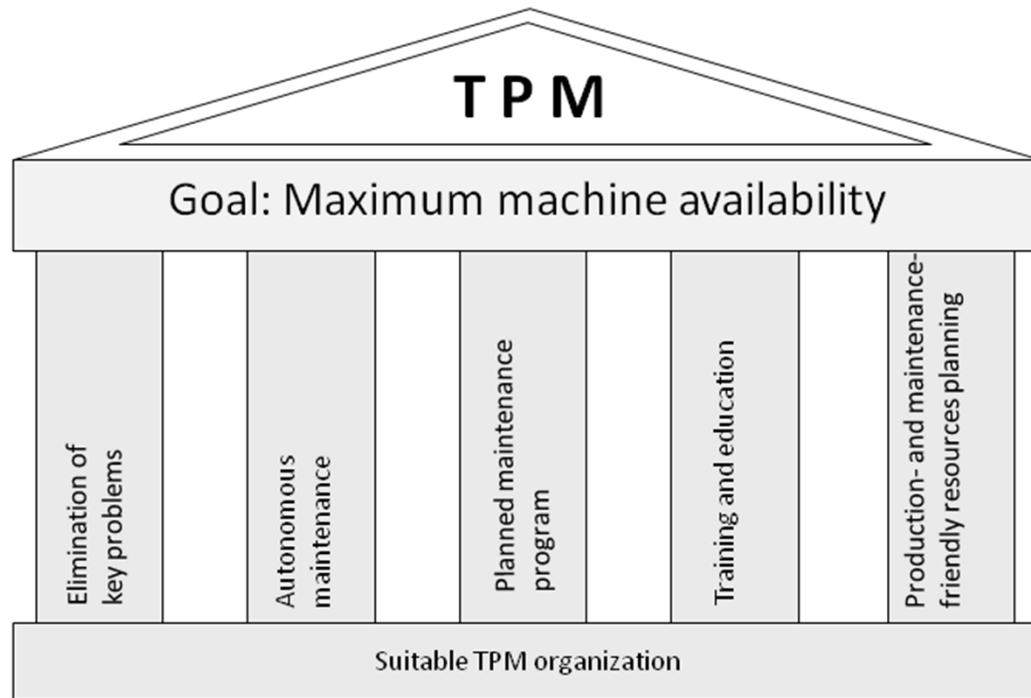 T P M
Goal: Maximum machine availability
Elimination of
key problems
Autonomous
maintenance
Planned maintenance
program
Training and education
Production- and maintenance-
friendly resources planning
Suitable TPM organization